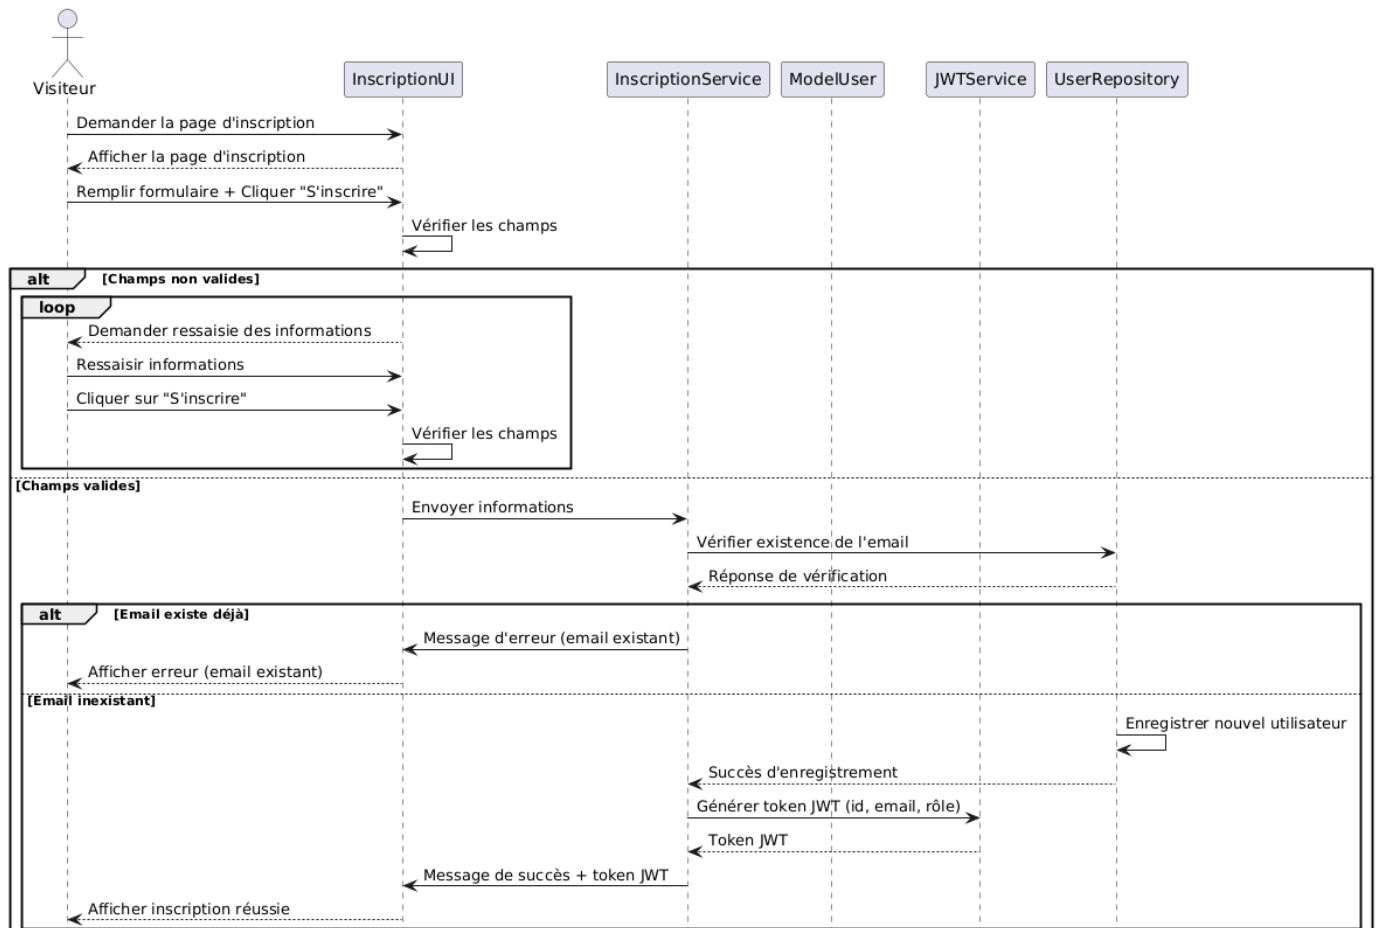 Visiteur
InscriptionUI
InscriptionService
ModelUser
JWTService
UserRepository
Demander la page d'inscription
Afficher la page d'inscription
Remplir formulaire + Cliquer "S'inscrire"
Vérifier les champs
alt
[Champs non valides]
loop
Demander ressaisie des informations
Ressaisir informations
Cliquer sur "S'inscrire"
Vérifier les champs
[Champs valides]
Envoyer informations
Vérifier existence de l'email
Réponse de vérification
alt
[Email existe déjà]
Message d'erreur (email existant)
Afficher erreur (email existant)
[Email inexistant]
Enregistrer nouvel utilisateur
Succès d'enregistrement
Générer token JWT (id, email, rôle)
Token JWT
Message de succès + token JWT
Afficher inscription réussie